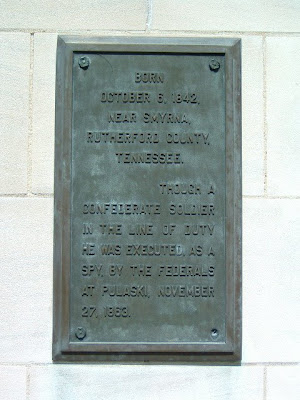 BORN
OCTOBER 6, 1842,
NEAR SMYRNA,
RUTHERFORD COUNTY,
TENNESSEE.
THOUGH A
CONFEDERATE SOLDIER
IN THE LINE OF DUTY
HE WAS EXECUTED, AS A
SPY, BY THE FEDERALS
AT PULASKI, NOVEMBER
27, 1863.